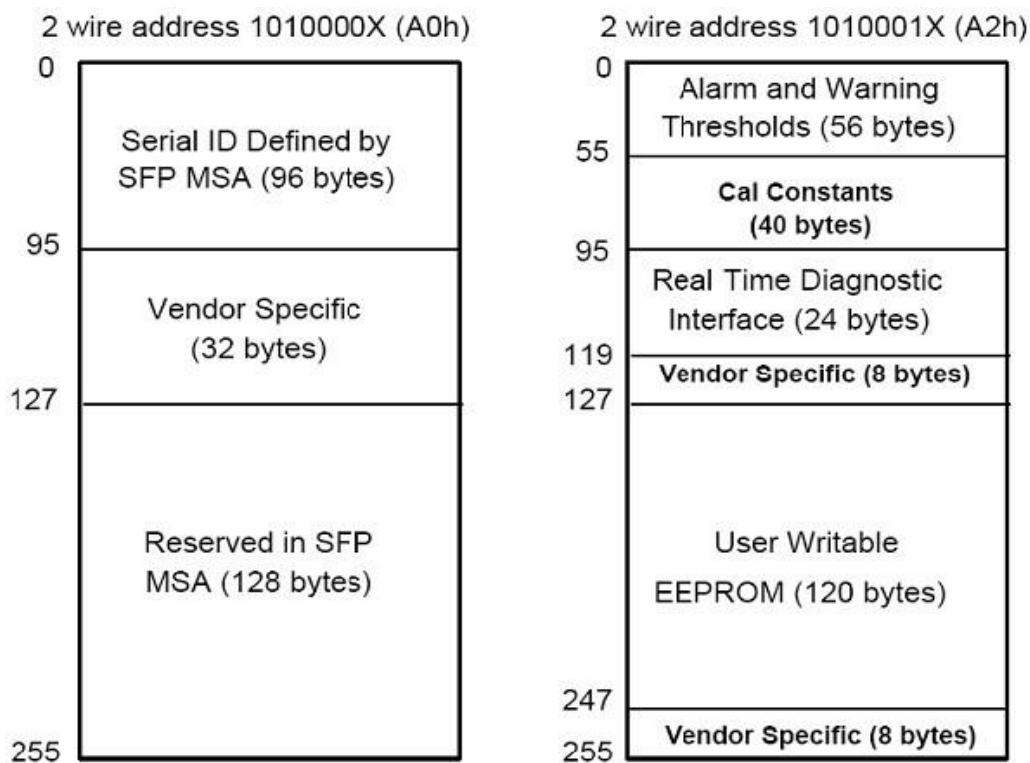 2 wire address 1010000X (A0h)
0
Serial ID Defined by
SFP MSA (96 bytes)
95
Vendor Specific
(32 bytes)
127
Reserved in SFP
MSA (128 bytes)
255
2 wire address 1010001X (A2h)
0
Alarm and Warning
Thresholds (56 bytes)
55
Cal Constants
(40 bytes)
95
Real Time Diagnostic
Interface (24 bytes)
119
Vendor Specific (8 bytes)
127
User Writable
EEPROM (120 bytes)
247
Vendor Specific (8 bytes)
255